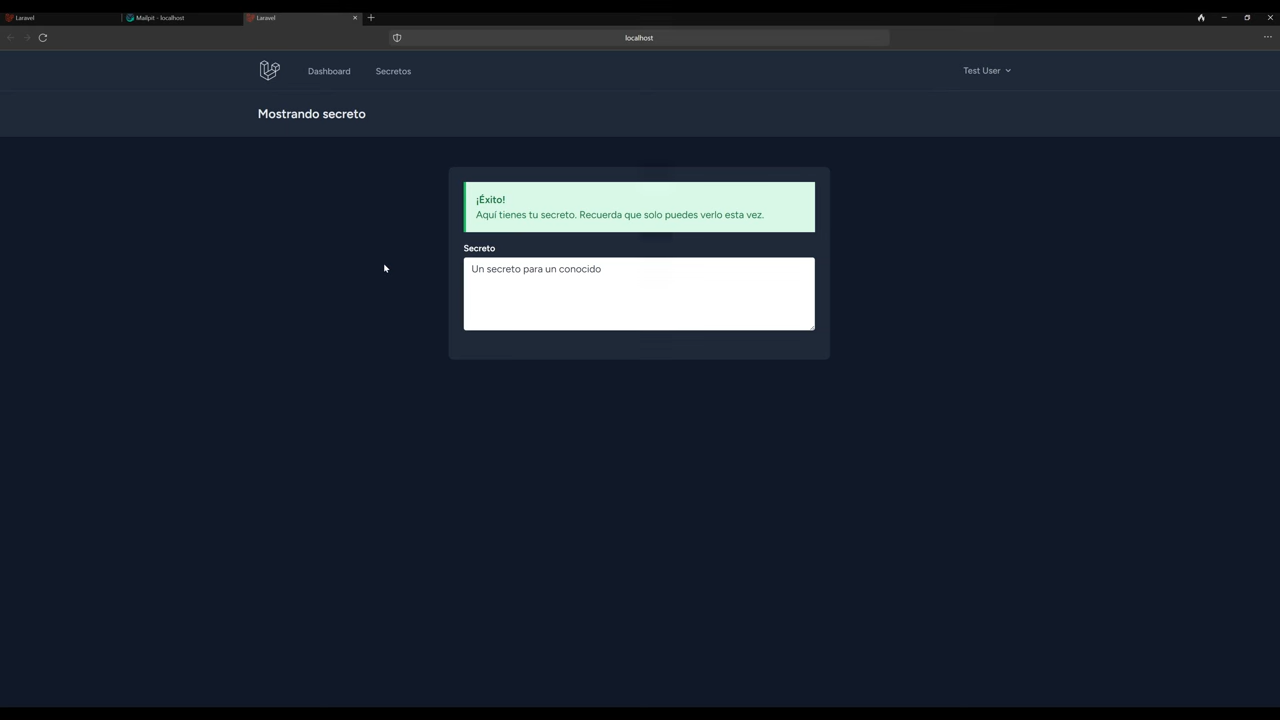 Laravel
Mailpit - localhost
Laravel
localhost
Dashboard
Secretos
Test User
Mostrando secreto
¡Éxito!
Aquí tienes tu secreto. Recuerda que solo puedes verlo esta vez.
Secreto
Un secreto para un conocido